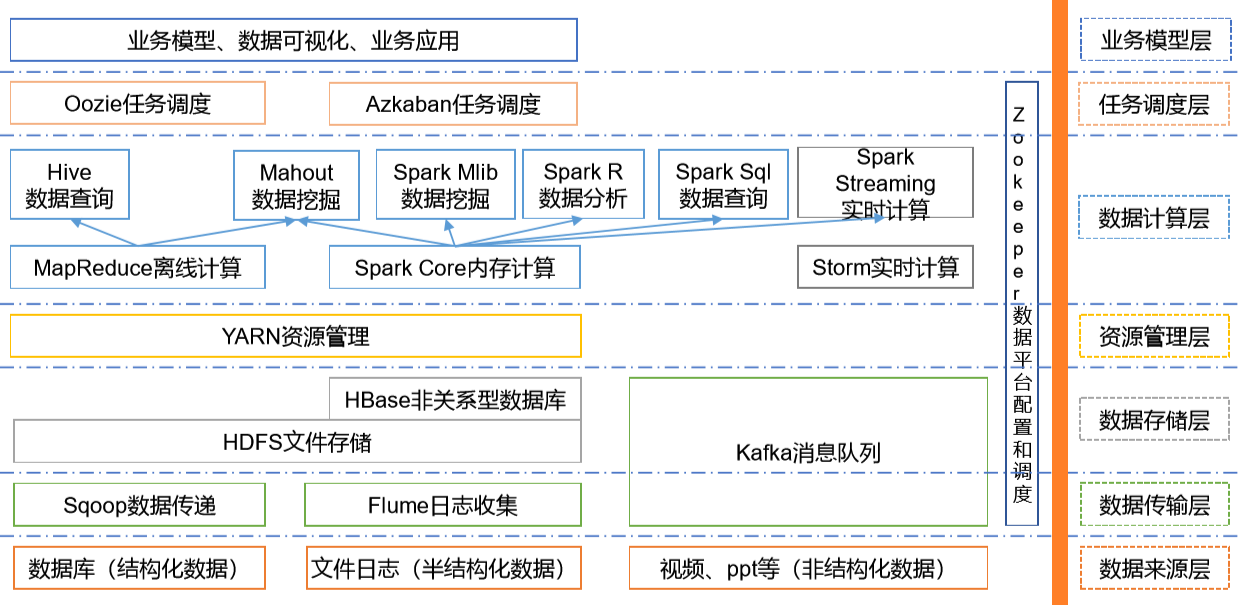 业务模型、数据可视化、业务应用
业务模型层
Oozie任务调度
Azkaban任务调度
任务调度层
Hive
数据查询
Mahout
数据挖掘
Spark Mlib
数据挖掘
Spark R
数据分析
Spark Sql
数据查询
Spark
Streaming
实时计算
MapReduce离线计算
Spark Core内存计算
Storm实时计算
数据计算层
Zookeeper数据平台配置和调度
YARN资源管理
资源管理层
HBase非关系型数据库
HDFS文件存储
Kafka消息队列
数据存储层
Sqoop数据传递
Flume日志收集
数据传输层
数据库（结构化数据）
文件日志（半结构化数据）
视频、ppt等（非结构化数据）
数据来源层